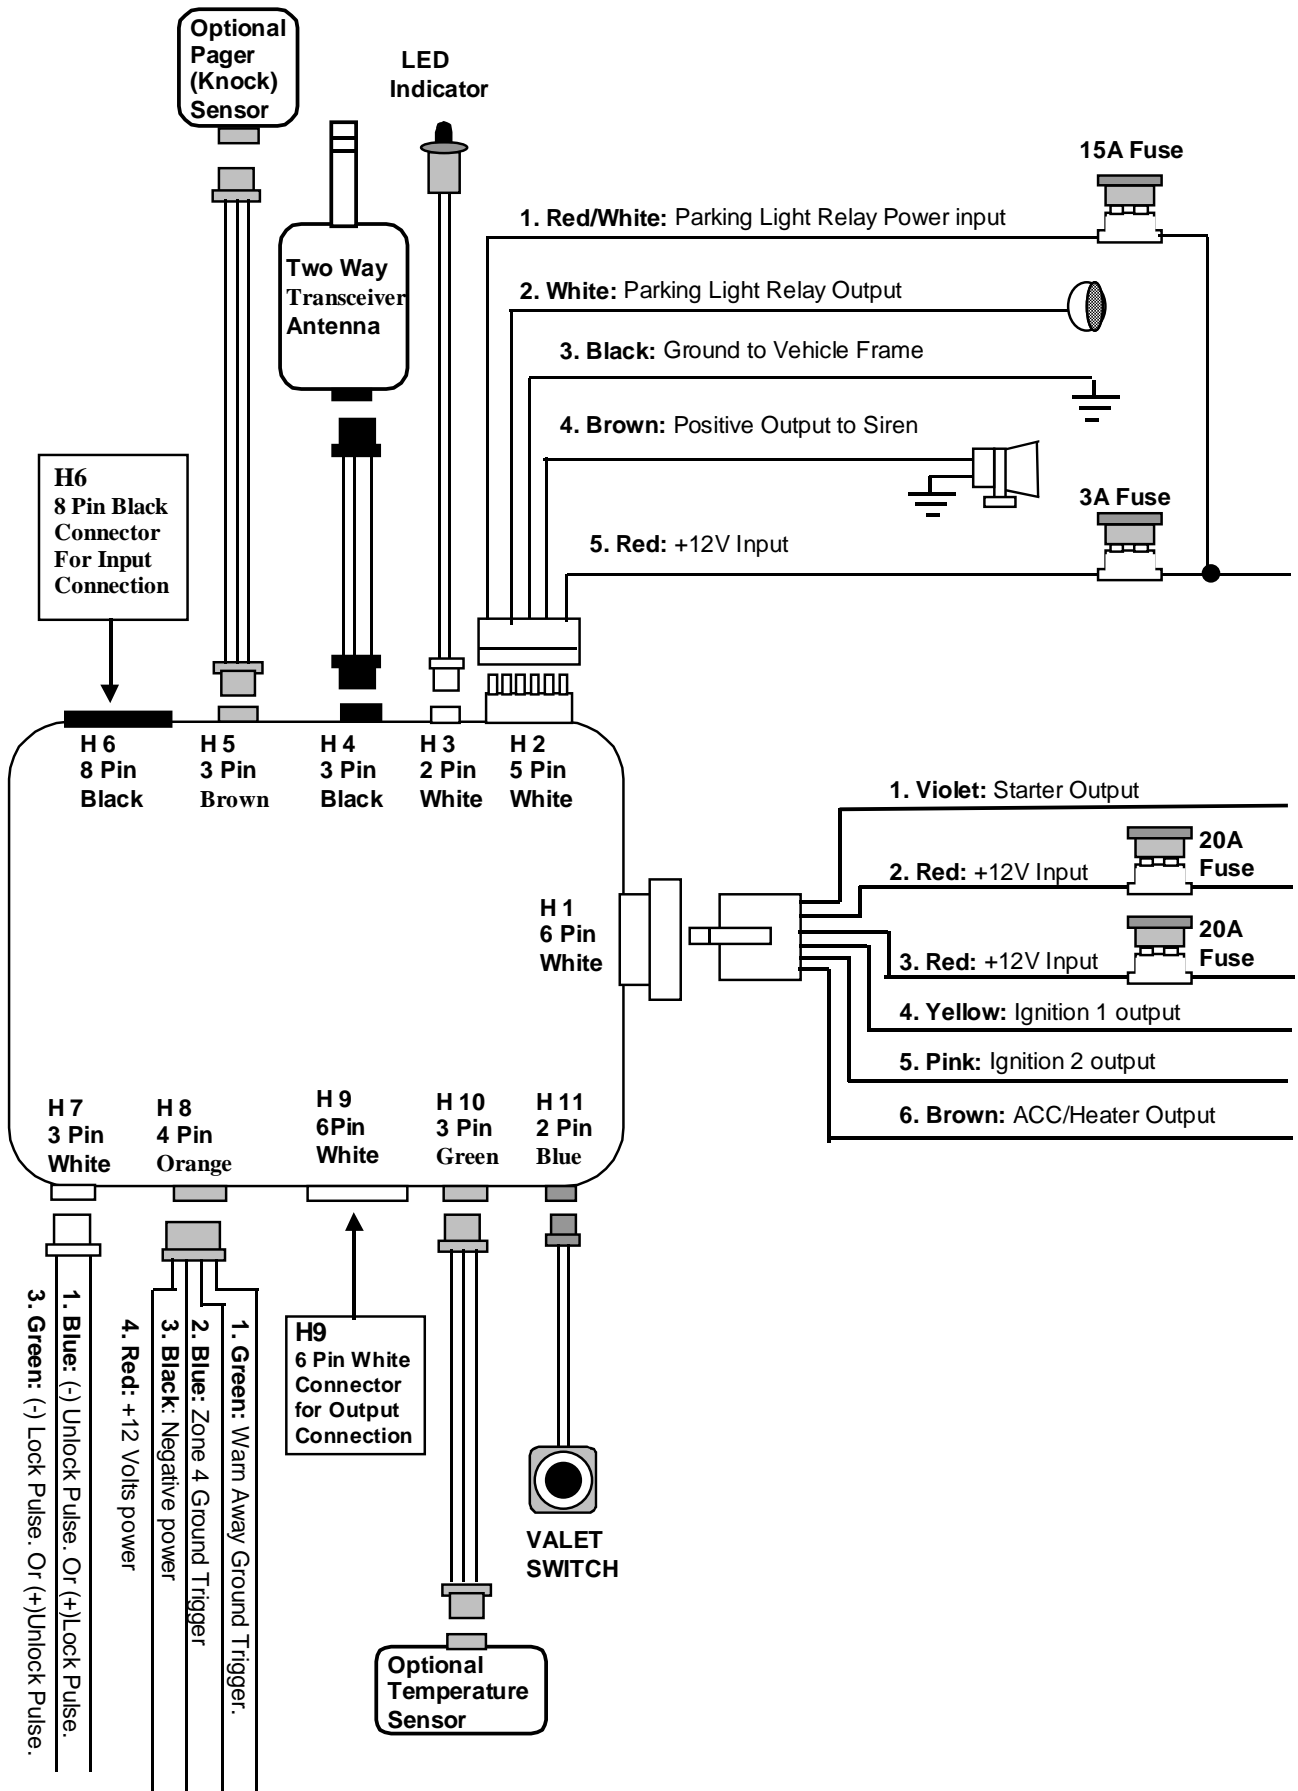 Optional
Pager
(Knock)
Sensor
LED
Indicator
15A Fuse
1. Red/White: Parking Light Relay Power input
Two Way
Transceiver
Antenna
2. White: Parking Light Relay Output
3. Black: Ground to Vehicle Frame
4. Brown: Positive Output to Siren
H6
8 Pin Black
Connector
For Input
Connection
3A Fuse
5. Red: +12V Input
H 6
8 Pin
Black
H 5
3 Pin
Brown
H 4
3 Pin
Black
H 3
2 Pin
White
H 2
5 Pin
White
1. Violet: Starter Output
20A
Fuse
2. Red: +12V Input
H 1
6 Pin
White
20A
Fuse
3. Red: +12V Input
4. Yellow: Ignition 1 output
5. Pink: Ignition 2 output
6. Brown: ACC/Heater Output
H 7
3 Pin
White
H 8
4 Pin
Orange
H 9
6Pin
White
H 10
3 Pin
Green
H 11
2 Pin
Blue
1. Blue: (-) Unlock Pulse. Or (+)Lock Pulse.
3. Green: (-) Lock Pulse. Or (+)Unlock Pulse.
1. Green: Warn Away Ground Trigger.
2. Blue: Zone 4 Ground Trigger
3. Black: Negative power
4. Red: +12 Volts power
H9
6 Pin White
Connector
for Output
Connection
VALET
SWITCH
Optional
Temperature
Sensor